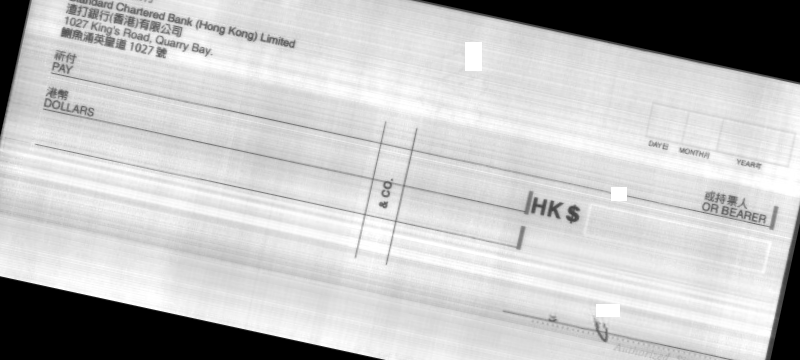 Standard Chartered Bank (Hong Kong) Limited
渣打銀行(香港)有限公司
1027 King's Road, Quarry Bay.
鰂魚涌英皇道 1027 號
祈付
PAY
港幣
DOLLARS
& CO.
DAY日 MONTH月 YEAR年
或持票人
OR BEARER
HK $